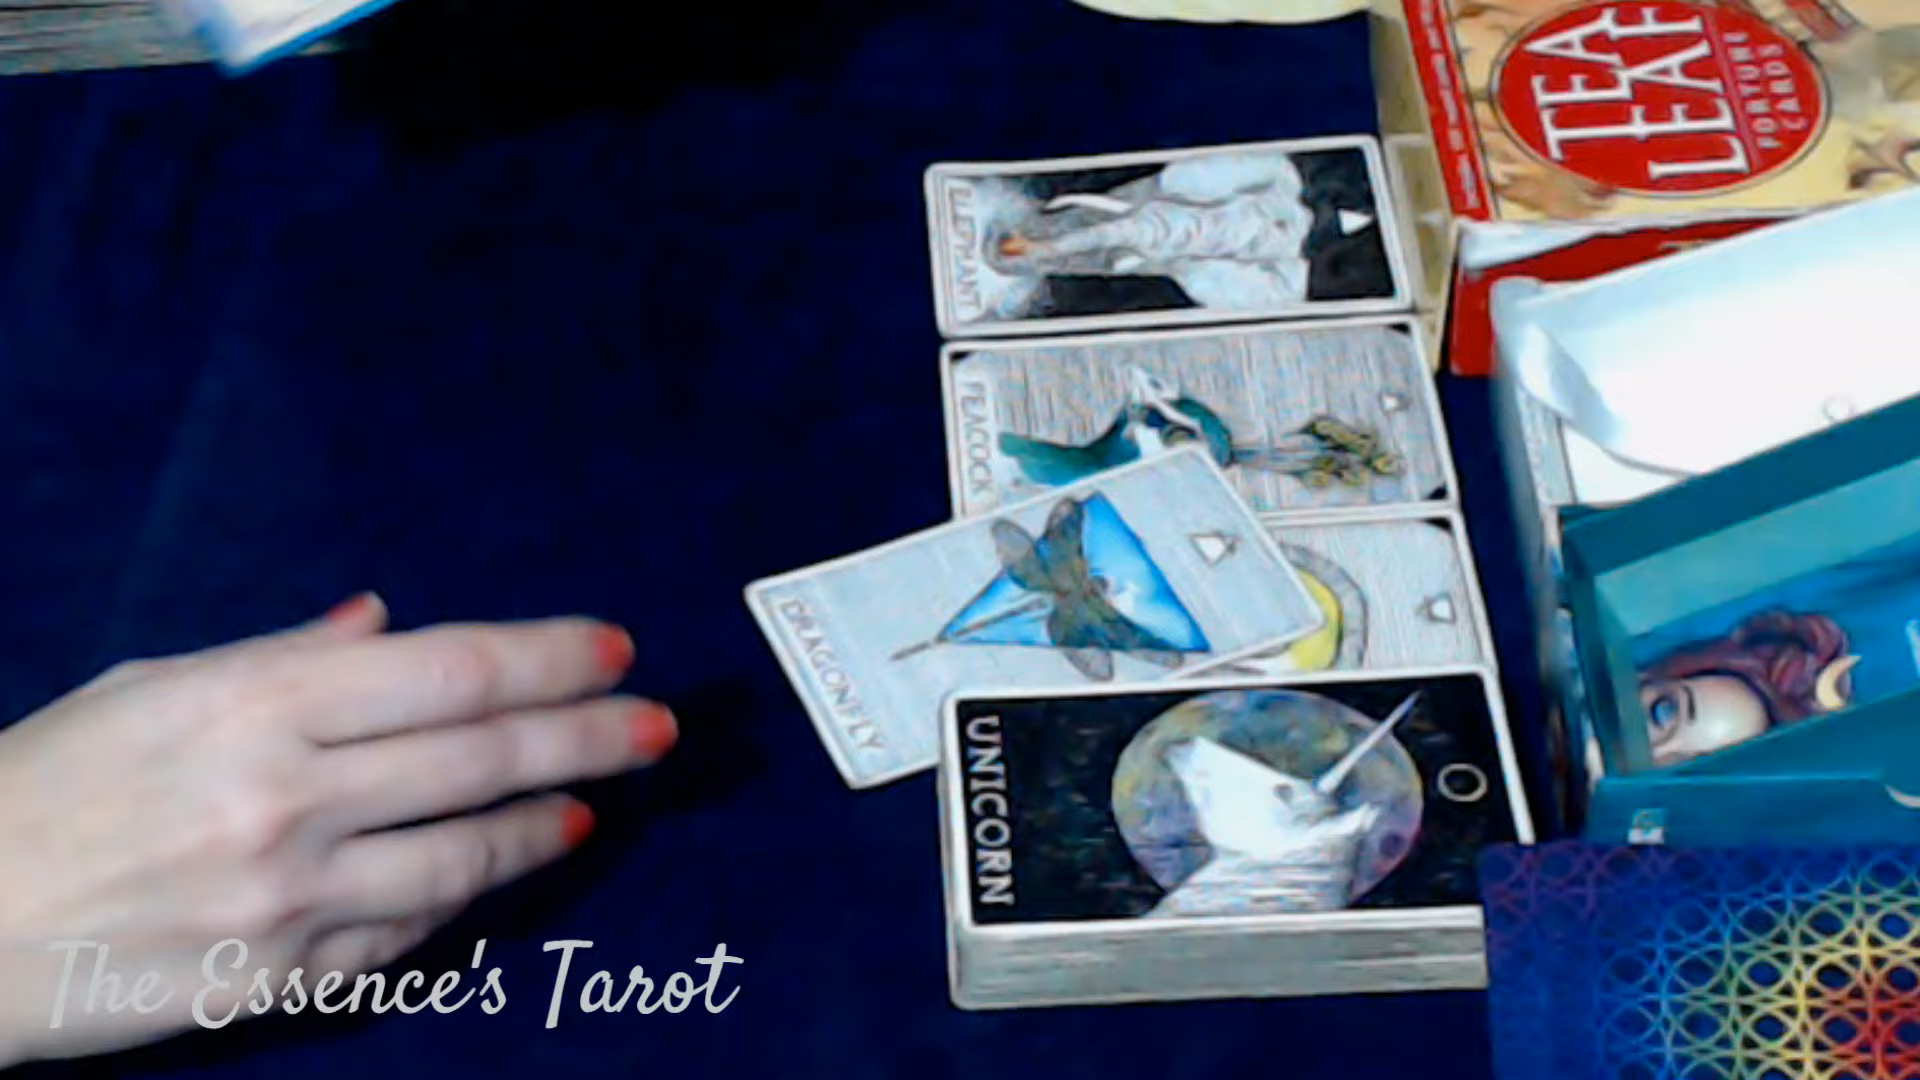 TEA
LEAF
FORTUNE
CARDS
ELEPHANT
PEACOCK
DRAGONFLY
UNICORN
The Essence's Tarot